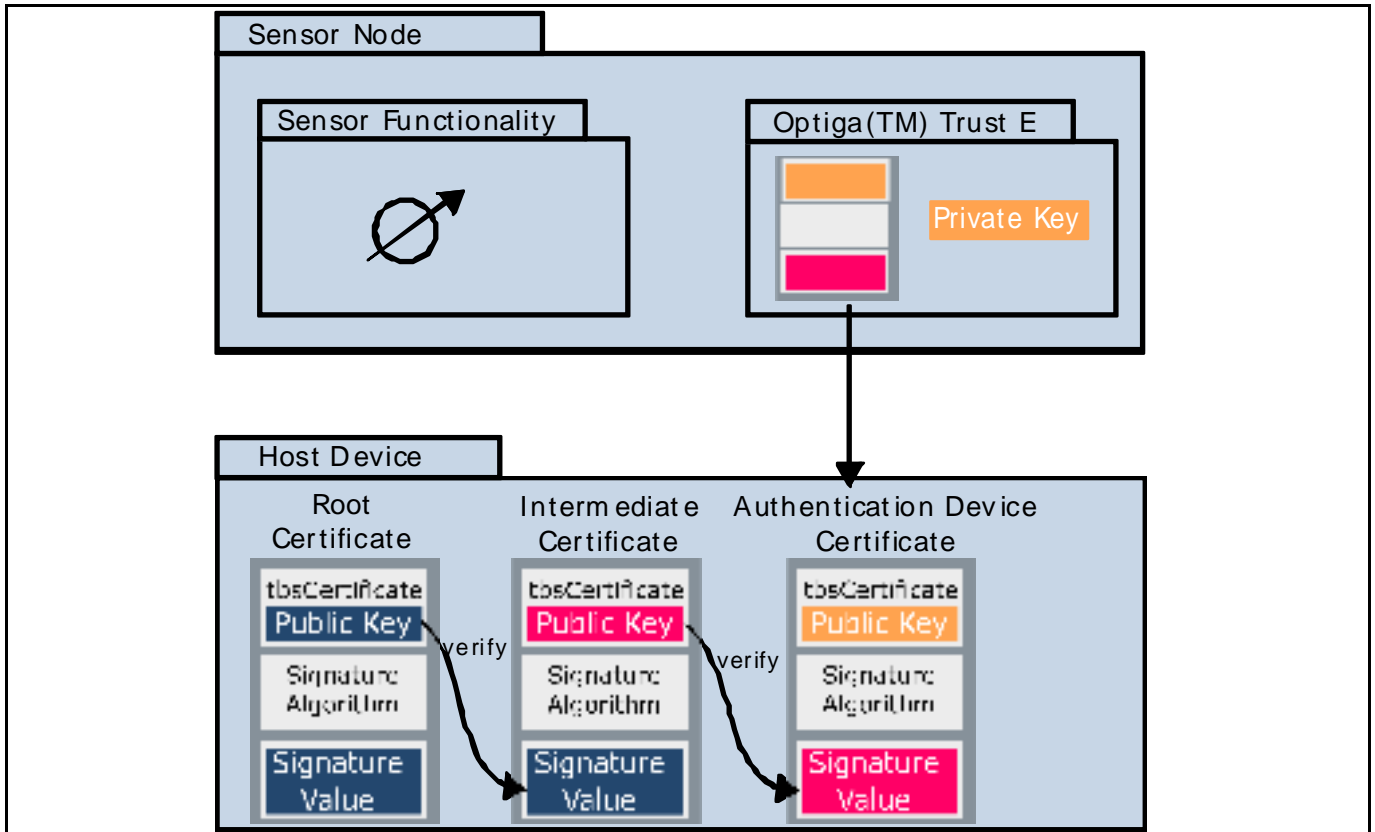 Sensor Node
Sensor Functionality
Optiga(TM) Trust E
Private Key
Host Device
Root
Certificate
Intermediate
Certificate
Authentication Device
Certificate
tbsCertificate
Public Key
Signature
Algorithm
Signature
Value
verify
tbsCertificate
Public Key
Signature
Algorithm
Signature
Value
verify
tbsCertificate
Public Key
Signature
Algorithm
Signature
Value